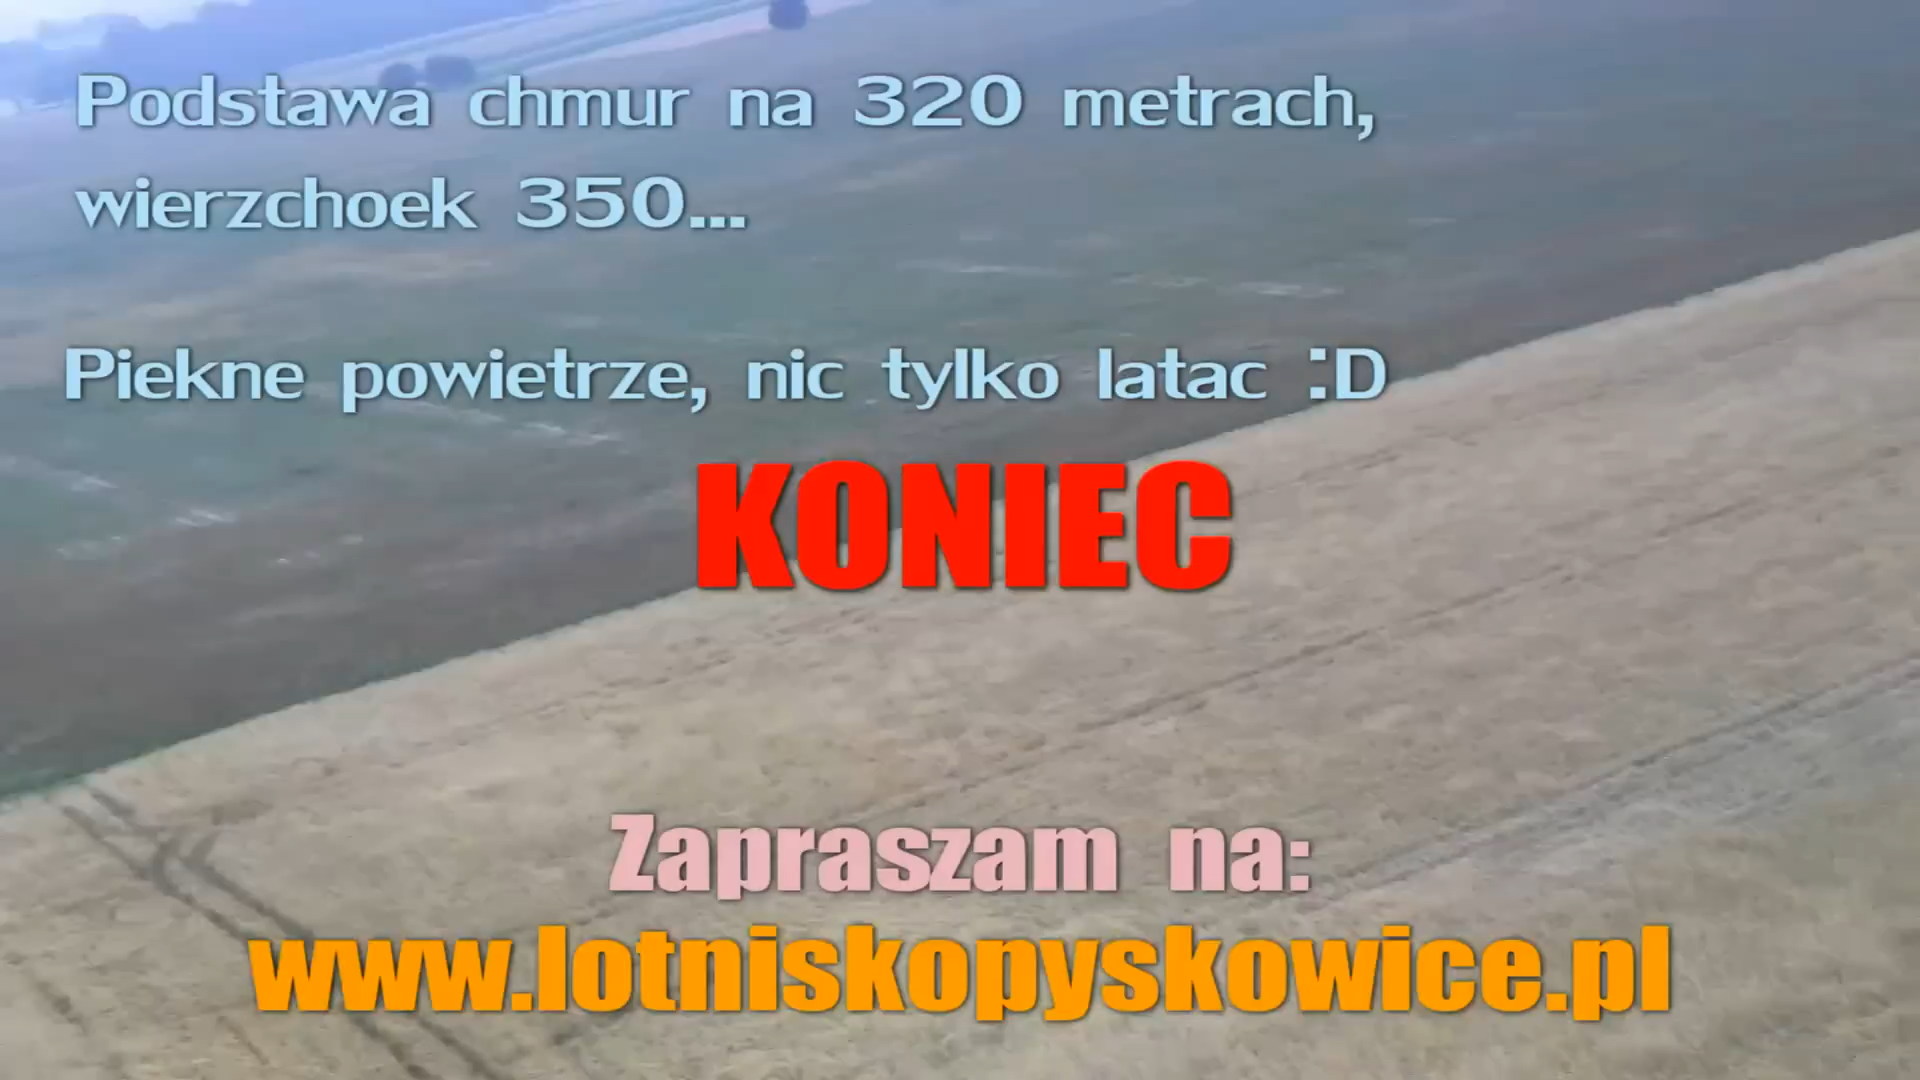 Podstawa chmur na 320 metrach,
wierzchoek 350...
Piekne powietrze, nic tylko latac :D
KONIEC
Zapraszam na:
www.lotniskopyskowice.pl